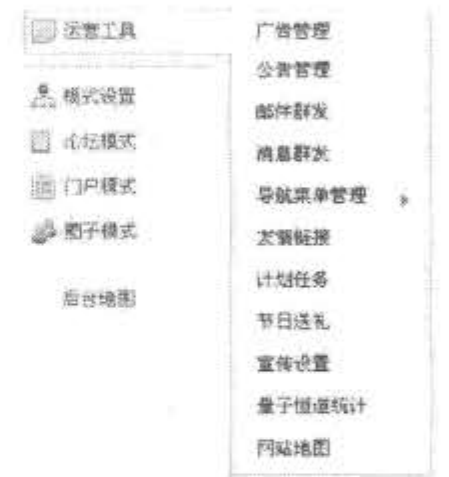 运营工具
模式设置
论坛模式
门户模式
圈子模式
后台地图
广告管理
公告管理
邮件群发
消息群发
导航菜单管理
友情链接
计划任务
节日送礼
宣传设置
量子恒道统计
网站地图